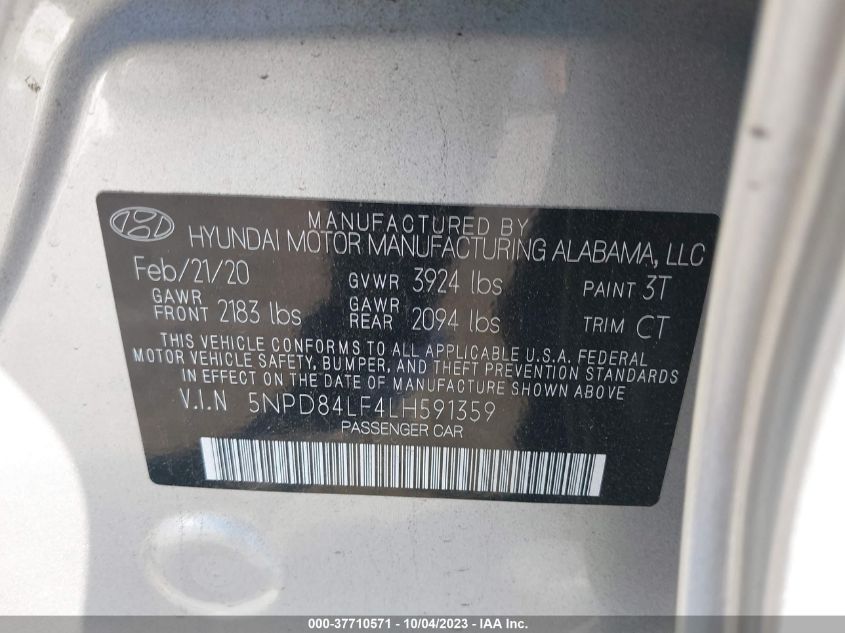 MANUFACTURED BY
HYUNDAI MOTOR MANUFACTURING ALABAMA, LLC
Feb/21/20 GVWR 3924 lbs PAINT 3T
GAWR FRONT 2183 lbs GAWR REAR 2094 lbs TRIM CT
THIS VEHICLE CONFORMS TO ALL APPLICABLE U.S.A. FEDERAL
MOTOR VEHICLE SAFETY, BUMPER, AND THEFT PREVENTION STANDARDS
IN EFFECT ON THE DATE OF MANUFACTURE SHOWN ABOVE.
V.I.N 5NPD84LF4LH591359
PASSENGER CAR
000-37710571 - 10/04/2023 - IAA Inc.